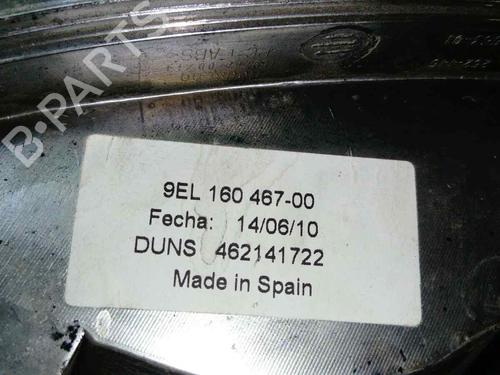 B-PARTS
9EL 160 467-00
Fecha: 14/06/10
DUNS 462141722
Made in Spain